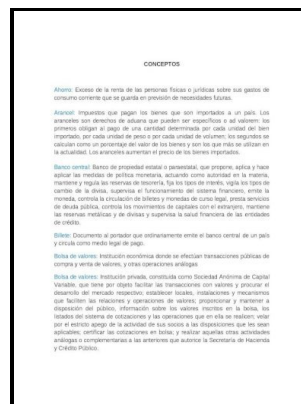 CONCEPTOS
Ahorro: Exceso de la renta de las personas físicas o jurídicas sobre sus gastos de
consumo corriente que se guarda en previsión de necesidades futuras.
Arancel: Impuestos que pagan los bienes que son importados a un país. Los
aranceles son derechos de aduana que pueden ser específicos o ad valorem: los
primeros obligan al pago de una cantidad determinada por cada unidad del bien
importado, por cada unidad de peso o por cada unidad de volumen; los segundos se
calculan como un porcentaje del valor de los bienes y son los que más se utilizan en
la actualidad. Los aranceles aumentan el precio de los bienes importados.
Banco central: Banco de propiedad estatal o paraestatal, que propone, aplica y hace
aplicar las medidas de política monetaria, actuando como autoridad en la materia,
mantiene y regula las reservas de tesorería, fija los tipos de interés, vigila los tipos de
cambio de la divisa, supervisa el funcionamiento del sistema financiero, emite la
moneda, controla la circulación de billetes y monedas de curso legal, presta servicios
de deuda pública, controla los movimientos de capitales con el extranjero, mantiene
las reservas metálicas y de divisas y supervisa la salud financiera de las entidades
de crédito.
Billete: Documento al portador que ordinariamente emite el banco central de un país
y circula como medio legal de pago.
Bolsa de valores: Institución económica donde se efectúan transacciones públicas de
compra y venta de valores, y otras operaciones análogas
Bolsa de valores: Institución privada, constituida como Sociedad Anónima de Capital
Variable, que tiene por objeto facilitar las transacciones con valores y procurar el
desarrollo del mercado respectivo; establecer locales, instalaciones y mecanismos
que faciliten las relaciones y operaciones de valores; proporcionar y mantener a
disposición del público, información sobre los valores inscritos en la bolsa, los
listados del sistema de cotizaciones y las operaciones que en ella se realicen; velar
por el estricto apego de la actividad de sus socios a las disposiciones que les sean
aplicables; certificar las cotizaciones en bolsa; y realizar aquellas otras actividades
análogas o complementarias a las anteriores que autorice la Secretaría de Hacienda
y Crédito Público.